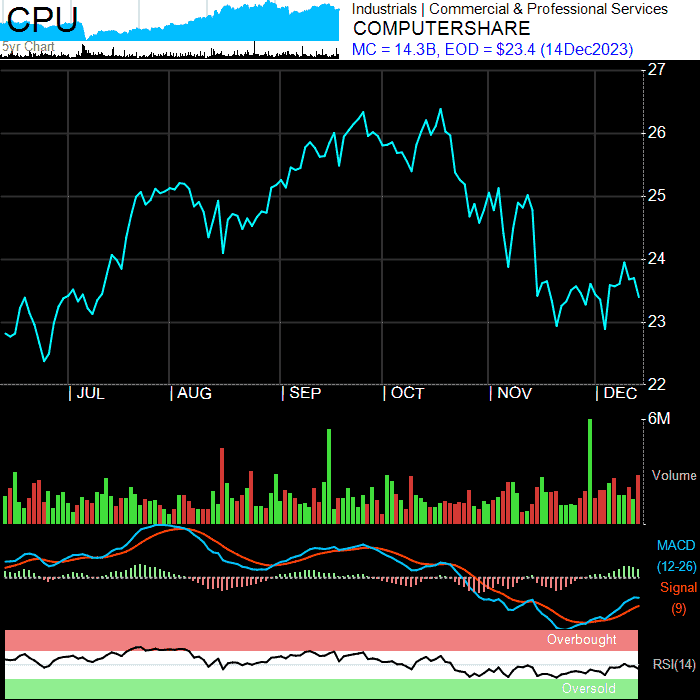 CPU
5yr Chart
Industrials | Commercial & Professional Services
COMPUTERSHARE
MC = 14.3B, EOD = $23.4 (14Dec2023)
27
26
25
24
23
22
JUL
AUG
SEP
OCT
NOV
DEC
6M
Volume
MACD
(12-26)
Signal
(9)
Overbought
RSI(14)
Oversold